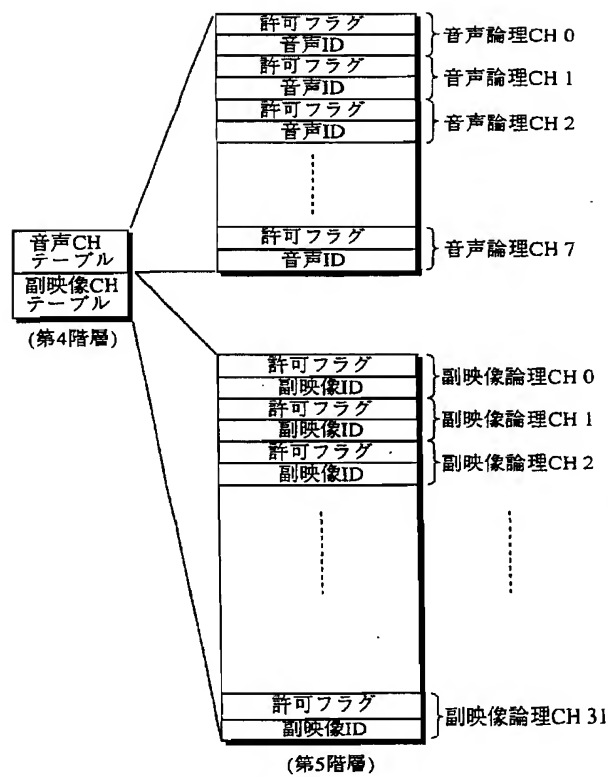 許可フラグ
音声ID
音声論理CH 0
許可フラグ
音声ID
音声論理CH 1
許可フラグ
音声ID
音声論理CH 2
許可フラグ
音声ID
音声論理CH 7
音声CH
テーブル
副映像CH
テーブル
(第4階層)
許可フラグ
副映像ID
副映像論理CH 0
許可フラグ
副映像ID
副映像論理CH 1
許可フラグ
副映像ID
副映像論理CH 2
許可フラグ
副映像ID
副映像論理CH 31
(第5階層)